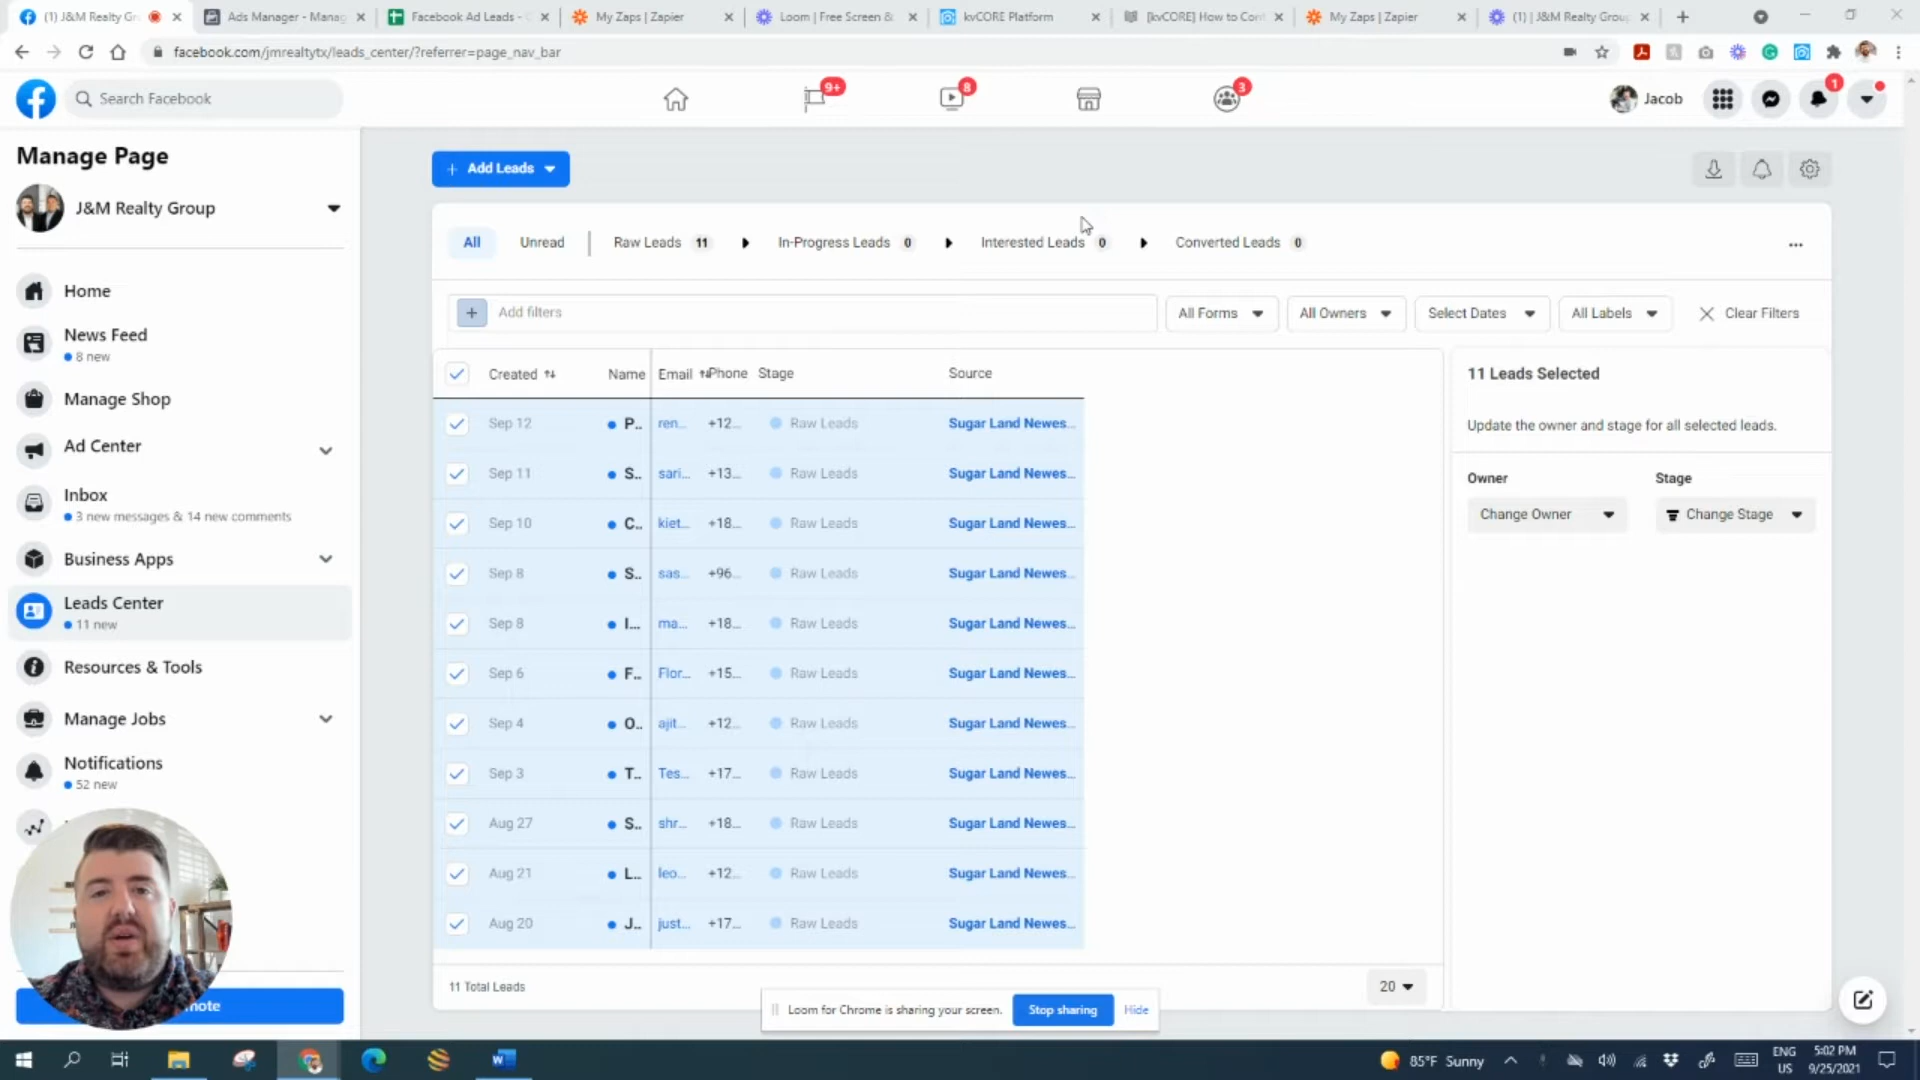 (1) J&M Realty Gr
Ads Manager - Manag
Facebook Ad Leads -
My Zaps | Zapier
Loom | Free Screen &
kvCORE Platform
[kvCORE] How to Con
My Zaps | Zapier
(1) | J&M Realty Group
facebook.com/jmrealtytx/leads_center/?referrer=page_nav_bar
Search Facebook
9+
8
3
Jacob
1
Manage Page
J&M Realty Group
Home
News Feed
8 new
Manage Shop
Ad Center
Inbox
3 new messages & 14 new comments
Business Apps
Leads Center
11 new
Resources & Tools
Manage Jobs
Notifications
52 new
+ Add Leads
All Unread Raw Leads 11 In-Progress Leads 0 Interested Leads 0 Converted Leads 0
Add filters All Forms All Owners Select Dates All Labels Clear Filters
Created Name Email Phone Stage Source
Sep 12 P.. ren... +12... Raw Leads Sugar Land Newes...
Sep 11 S.. sari... +13... Raw Leads Sugar Land Newes...
Sep 10 C.. kiet... +18... Raw Leads Sugar Land Newes...
Sep 8 S.. sas... +96... Raw Leads Sugar Land Newes...
Sep 8 I... ma... +18... Raw Leads Sugar Land Newes...
Sep 6 F.. Flor... +15... Raw Leads Sugar Land Newes...
Sep 4 O.. ajit... +12... Raw Leads Sugar Land Newes...
Sep 3 T.. Tes... +17... Raw Leads Sugar Land Newes...
Aug 27 S.. shr... +18... Raw Leads Sugar Land Newes...
Aug 21 L.. leo... +12... Raw Leads Sugar Land Newes...
Aug 20 J.. just... +17... Raw Leads Sugar Land Newes...
11 Total Leads
20
11 Leads Selected
Update the owner and stage for all selected leads.
Owner Stage
Change Owner Change Stage
Loom for Chrome is sharing your screen. Stop sharing Hide
85°F Sunny
ENG
US
5:02 PM
9/25/2021